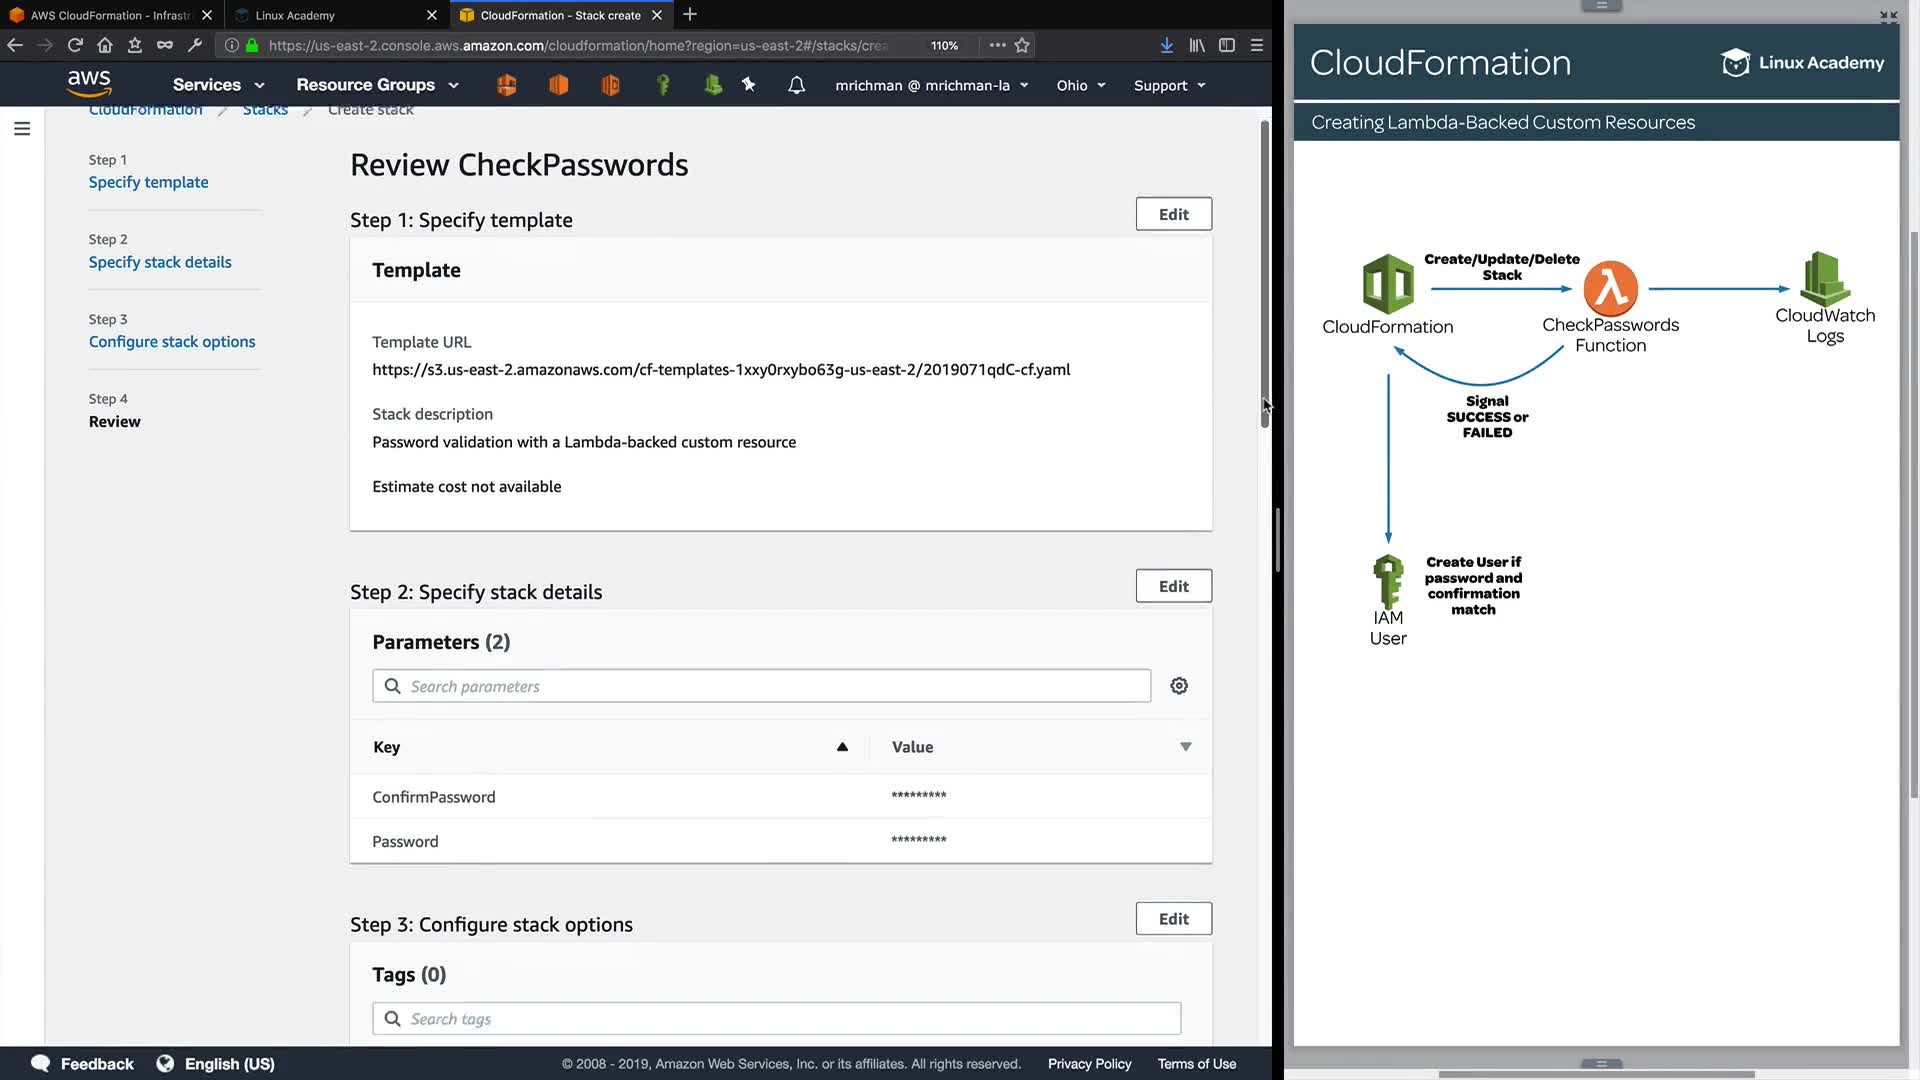 AWS CloudFormation - Infrastr
Linux Academy
CloudFormation - Stack create
https://us-east-2.console.aws.amazon.com/cloudformation/home?region=us-east-2#/stacks/crea
110%
aws
Services
Resource Groups
mrichman @ mrichman-la
Ohio
Support
CloudFormation
Stacks
Create stack
Step 1
Specify template
Step 2
Specify stack details
Step 3
Configure stack options
Step 4
Review
Review CheckPasswords
Step 1: Specify template
Edit
Template
Template URL
https://s3.us-east-2.amazonaws.com/cf-templates-1xxy0rxybo63g-us-east-2/2019071qdC-cf.yaml
Stack description
Password validation with a Lambda-backed custom resource
Estimate cost not available
Step 2: Specify stack details
Edit
Parameters (2)
Search parameters
Key
Value
ConfirmPassword
*********
Password
*********
Step 3: Configure stack options
Edit
Tags (0)
Search tags
Feedback
English (US)
© 2008 - 2019, Amazon Web Services, Inc. or its affiliates. All rights reserved.
Privacy Policy
Terms of Use
CloudFormation
Linux Academy
Creating Lambda-Backed Custom Resources
Create/Update/Delete
Stack
CloudFormation
CheckPasswords
Function
CloudWatch
Logs
Signal
SUCCESS or
FAILED
Create User if
password and
confirmation
match
IAM
User